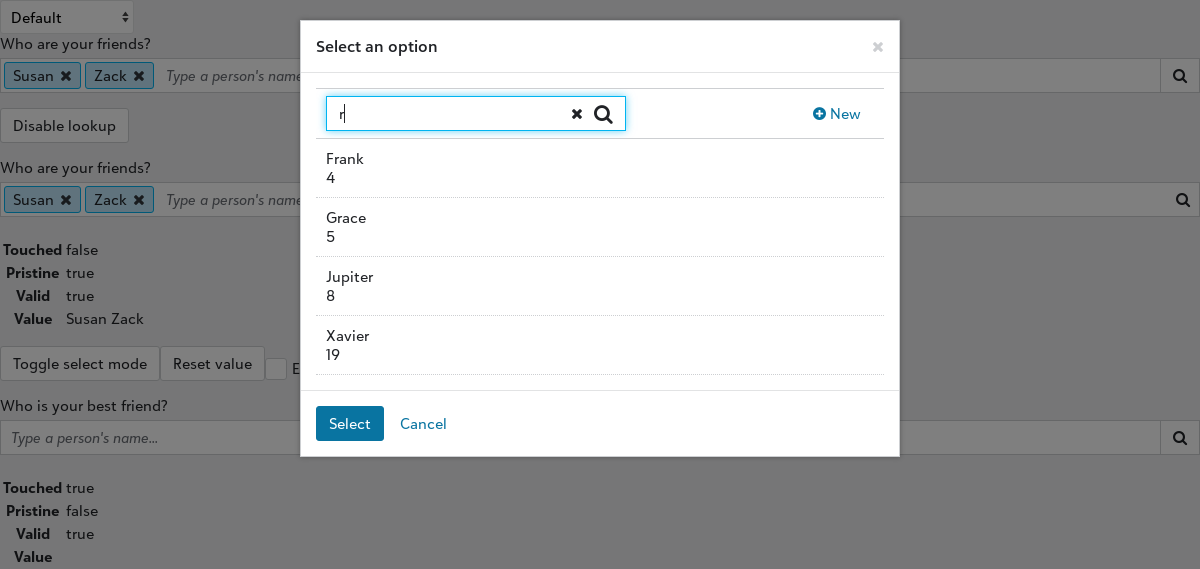 Default
Who are your friends?
Susan ✖ Zack ✖ Type a person's name
Disable lookup
Who are your friends?
Susan ✖ Zack ✖ Type a person's name
Touched false
Pristine true
Valid true
Value Susan Zack
Toggle select mode Reset value
Who is your best friend?
Type a person's name...
Touched true
Pristine false
Valid true
Value
Select an option
r
New
Frank
4
Grace
5
Jupiter
8
Xavier
19
Select Cancel